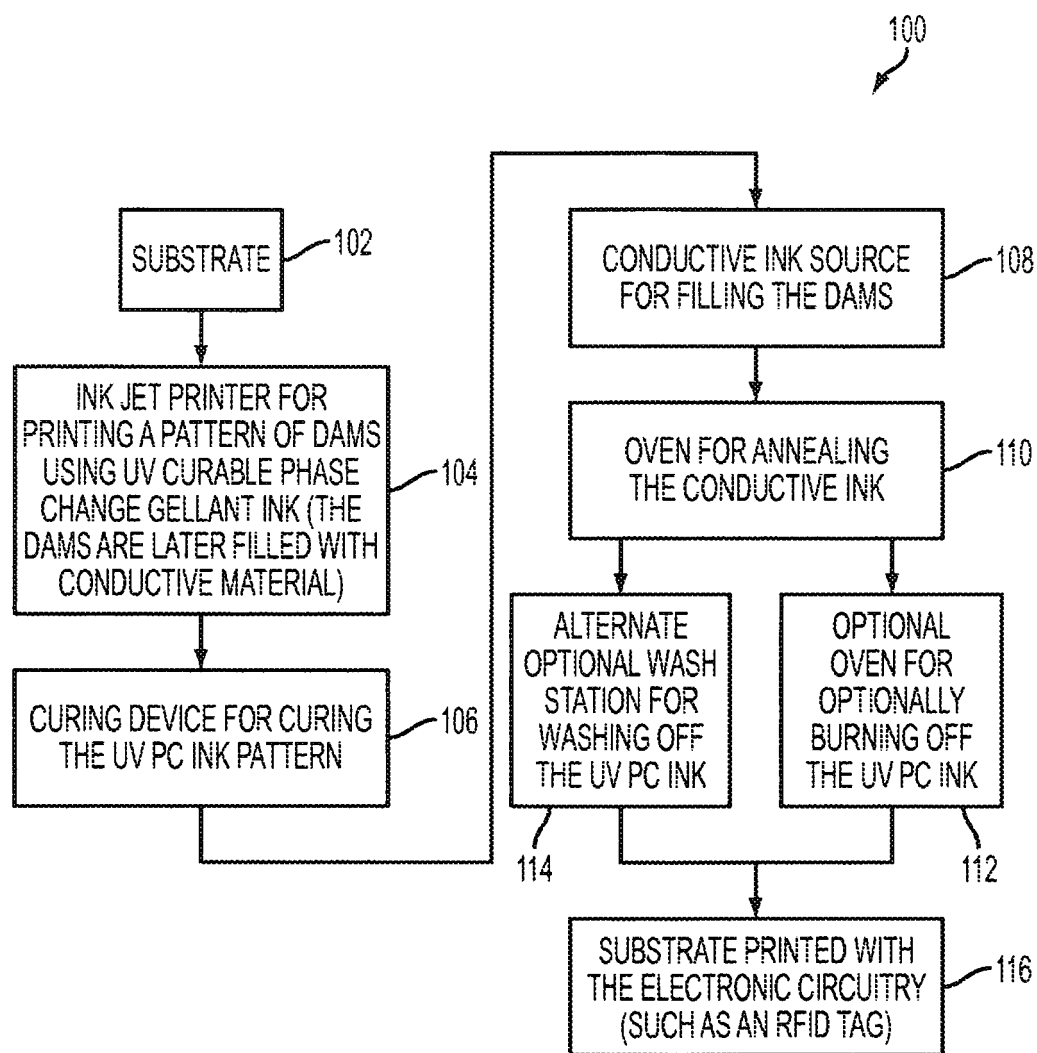 100
SUBSTRATE
102
INK JET PRINTER FOR
PRINTING A PATTERN OF DAMS
USING UV CURABLE PHASE
CHANGE GELLANT INK (THE
DAMS ARE LATER FILLED WITH
CONDUCTIVE MATERIAL)
104
CURING DEVICE FOR CURING
THE UV PC INK PATTERN
106
CONDUCTIVE INK SOURCE
FOR FILLING THE DAMS
108
OVEN FOR ANNEALING
THE CONDUCTIVE INK
110
ALTERNATE
OPTIONAL WASH
STATION FOR
WASHING OFF
THE UV PC INK
114
OPTIONAL
OVEN FOR
OPTIONALLY
BURNING OFF
THE UV PC INK
112
SUBSTRATE PRINTED WITH
THE ELECTRONIC CIRCUITRY
(SUCH AS AN RFID TAG)
116